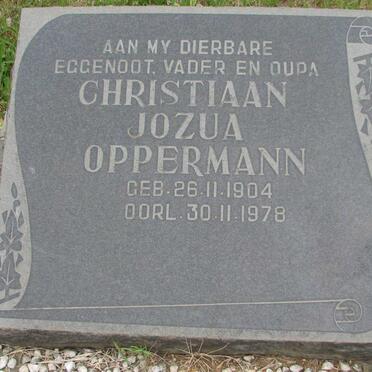 AAN MY DIERBARE
EGGENOOT, VADER EN OUPA
CHRISTIAAN
JOZUA
OPPERMANN
GEB. 26.11.1904
OORL. 30.11.1978